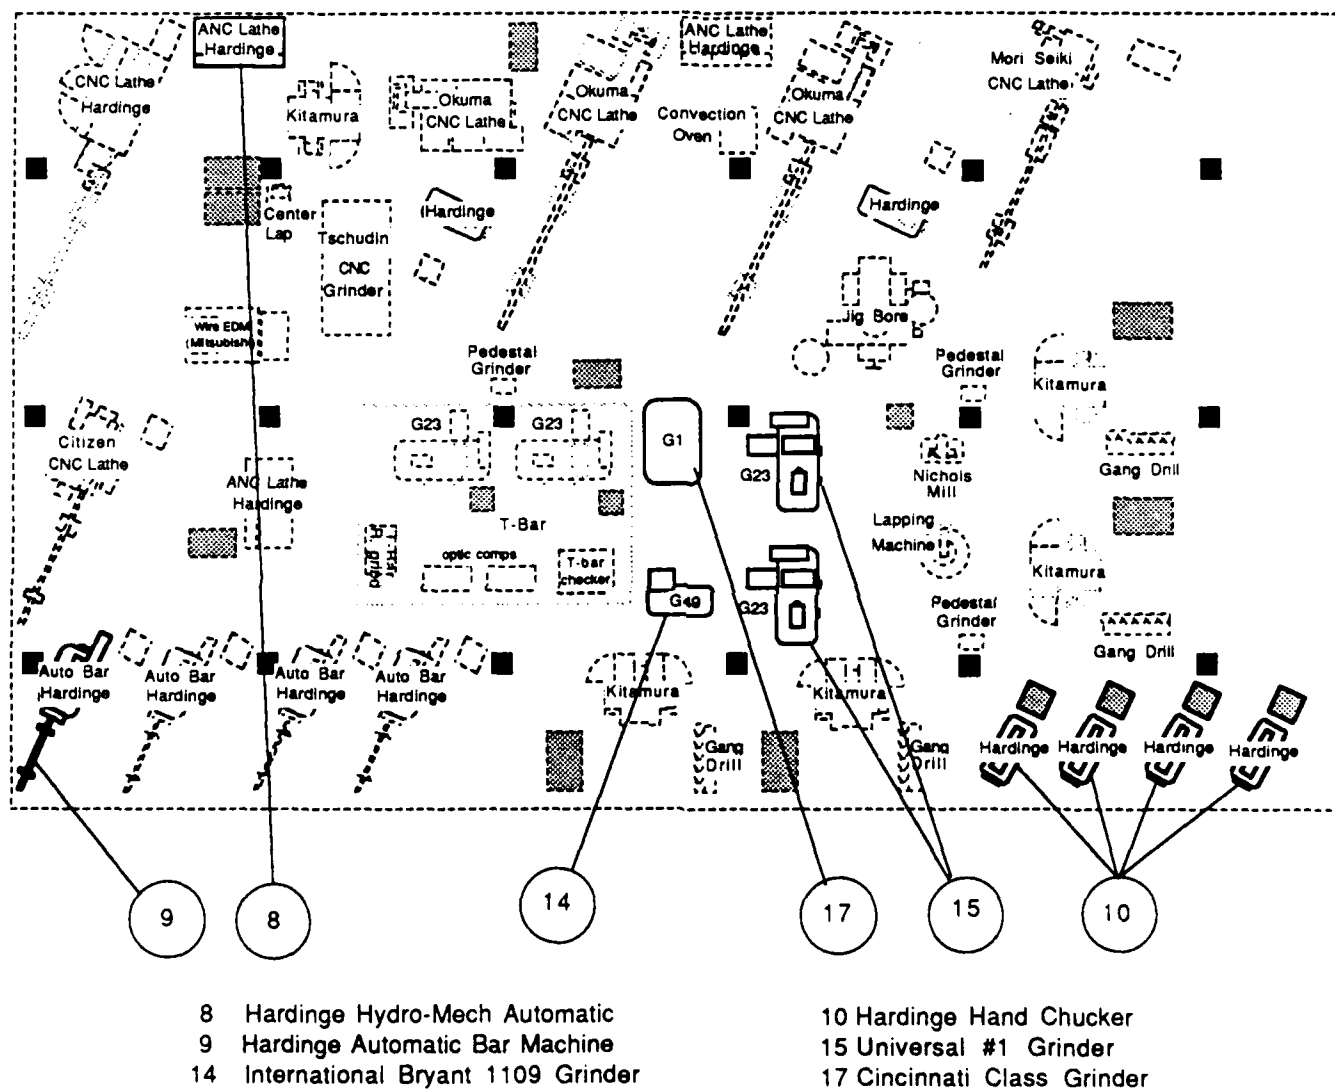 ANC Lathe
Hardinge
CNC Lathe
Hardinge
Kitamura
Okuma
CNC Lathe
Okuma
CNC Lathe
ANC Lathe
Hardinge
Convection
Oven
Okuma
CNC Lathe
Mori Seiki
CNC Lathe
Center
Lap
Tschudin
CNC
Grinder
Hardinge
Hardinge
Wire EDM
(Mitsubishi)
Pedestal
Grinder
Jig Bore
Pedestal
Grinder
Kitamura
Citizen
CNC Lathe
G23
G23
G1
G23
Nichols
Mill
Gang Drill
ANC Lathe
Hardinge
T-Bar
optic comps
T-bar
checker
Lapping
Machine
Kitamura
G49
G23
Pedestal
Grinder
Gang Drill
Auto Bar
Hardinge
Auto Bar
Hardinge
Auto Bar
Hardinge
Auto Bar
Hardinge
Kitamura
Kitamura
Gang
Drill
Gang
Drill
Hardinge
Hardinge
Hardinge
Hardinge
9
8
14
17
15
10
8 Hardinge Hydro-Mech Automatic
9 Hardinge Automatic Bar Machine
14 International Bryant 1109 Grinder
10 Hardinge Hand Chucker
15 Universal #1 Grinder
17 Cincinnati Class Grinder